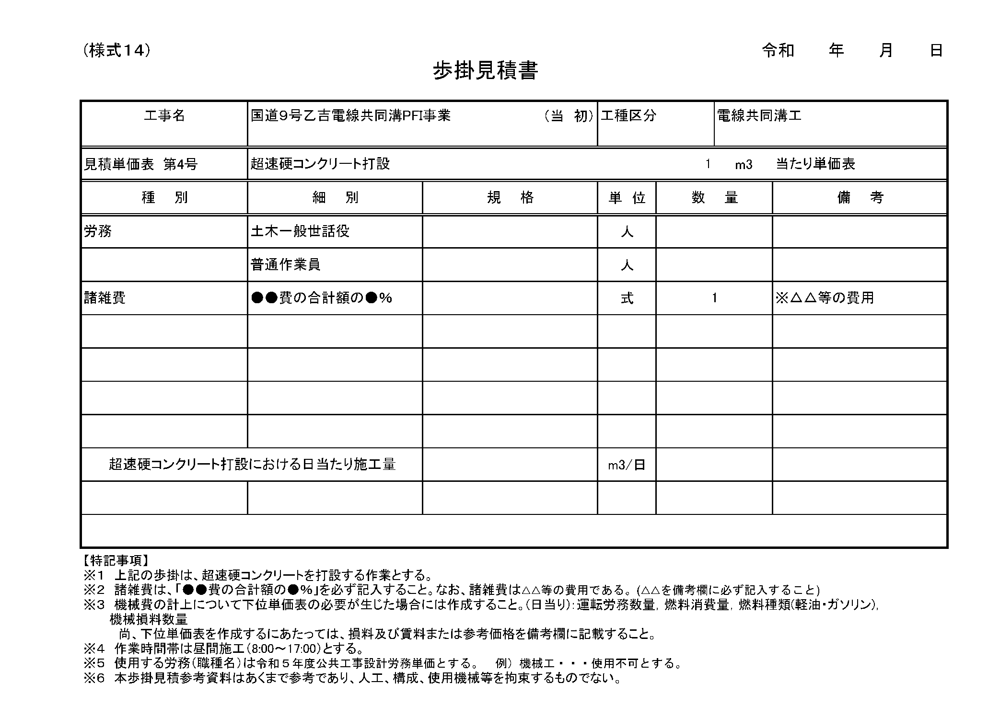 (様式１４) 令和　　年　　月　　日
歩掛見積書
工事名 国道９号乙吉電線共同溝PFI事業 (当　初) 工種区分 電線共同溝工
見積単価表　第4号 超速硬コンクリート打設 1 m3 当たり単価表
種　別 細　別 規　格 単　位 数　量 備　考
労務 土木一般世話役 人
普通作業員 人
諸雑費 ●●費の合計額の●％ 式 1 ※△△等の費用
超速硬コンクリート打設における日当たり施工量 m3/日
【特記事項】
※１　上記の歩掛は、超速硬コンクリートを打設する作業とする。
※２　諸雑費は、「●●費の合計額の●％」を必ず記入すること。なお、諸雑費は△△等の費用である。(△△を備考欄に必ず記入すること)
※３　機械費の計上について下位単価表の必要が生じた場合には作成すること。（日当り）：運転労務数量，燃料消費量，燃料種類(軽油・ガソリン)，
機械損料数量
尚、下位単価表を作成するにあたっては、損料及び賃料または参考価格を備考欄に記載すること。
※４　作業時間帯は昼間施工（8:00～17:00）とする。
※５　使用する労務（職種名）は令和５年度公共工事設計労務単価とする。　例）機械工・・・使用不可とする。
※６　本歩掛見積参考資料はあくまで参考であり、人工、構成、使用機械等を拘束するものでない。